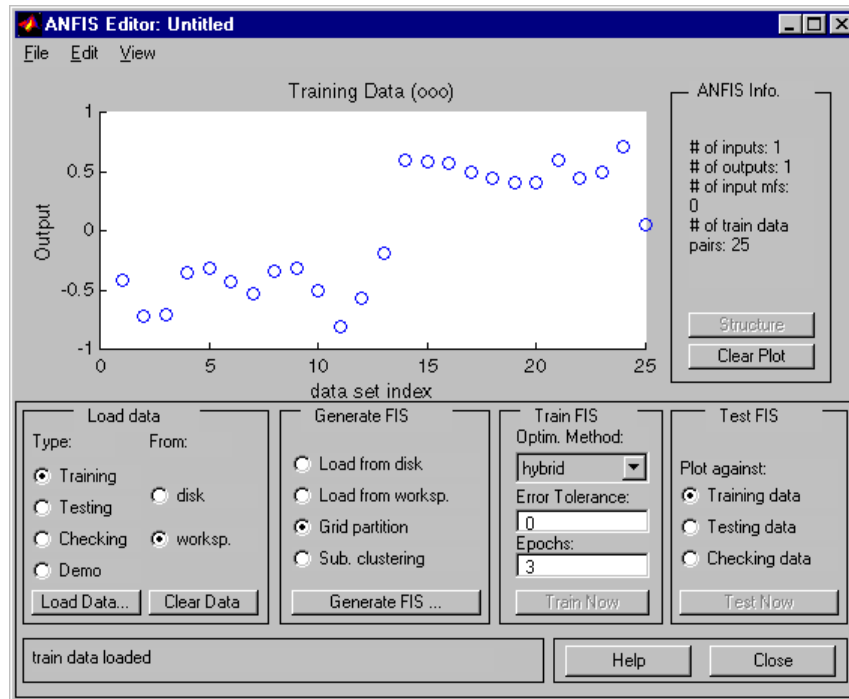 ANFIS Editor: Untitled
File Edit View
Training Data (ooo)
1
0.5
0
-0.5
-1
Output
0 5 10 15 20 25
data set index
ANFIS Info.
# of inputs: 1
# of outputs: 1
# of input mfs:
0
# of train data
pairs: 25
Structure
Clear Plot
Load data
Type: From:
Training
disk
Testing
Checking worksp.
Demo
Load Data... Clear Data
Generate FIS
Load from disk
Load from worksp.
Grid partition
Sub. clustering
Generate FIS ...
Train FIS
Optim. Method:
hybrid
Error Tolerance:
0
Epochs:
3
Train Now
Test FIS
Plot against:
Training data
Testing data
Checking data
Test Now
train data loaded
Help Close